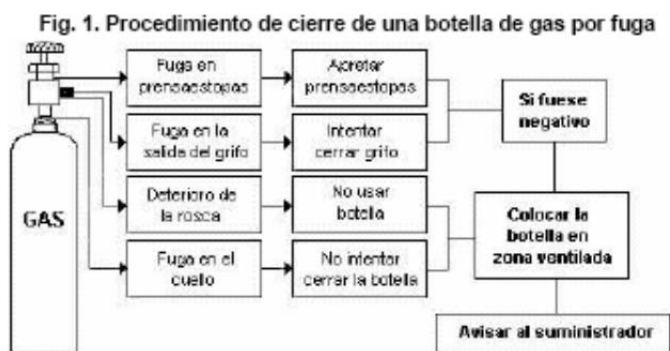 Fig. 1. Procedimiento de cierre de una botella de gas por fuga
Fuga en
prensaestopas
Apretar
prensaestopas
Si fuese
negativo
Fuga en la
salida del grifo
Intentar
cerrar grifo
GAS
Deterioro de
la rosca
No usar
botella
Colocar la
botella en
zona ventilada
Fuga en el
cuello
No intentar
cerrar la botella
Avisar al suministrador